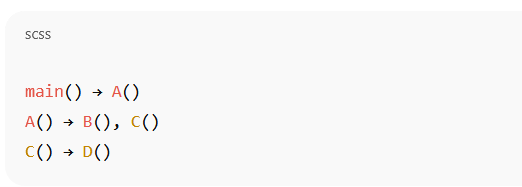 scss
main() → A()
A() → B(), C()
C() → D()